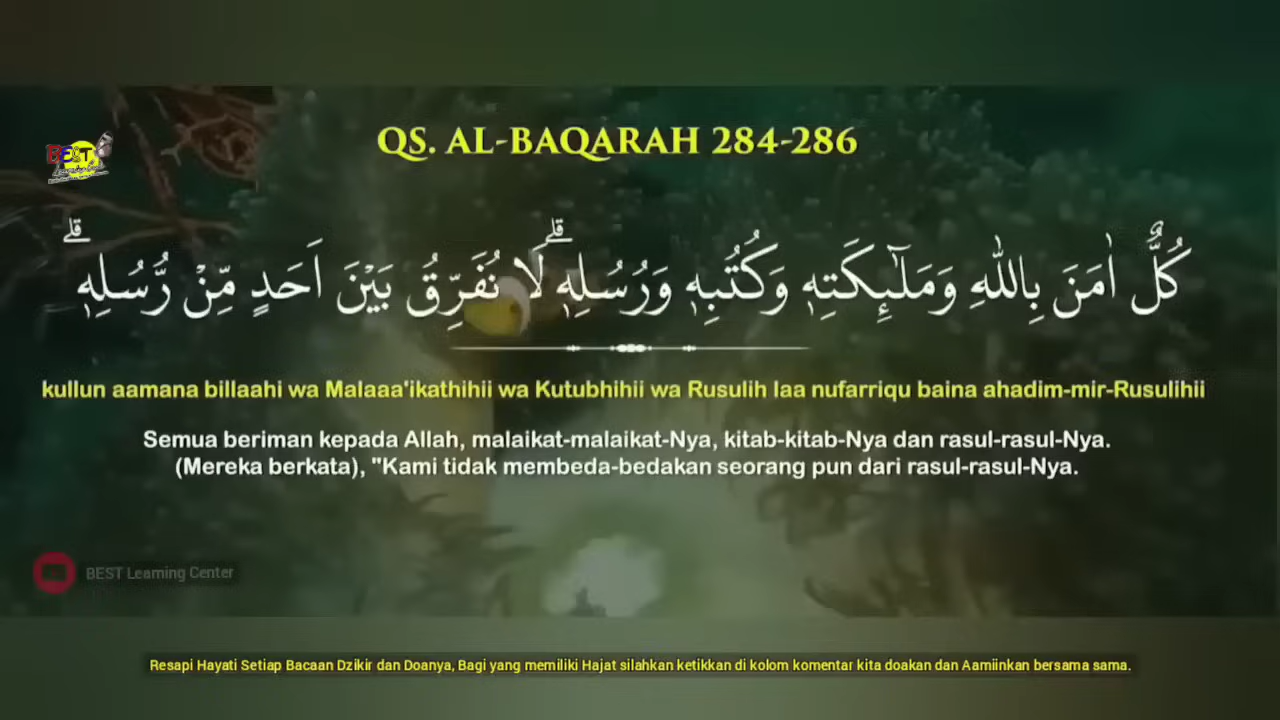 QS. AL-BAQARAH 284-286
BEST
كُلٌّ اٰمَنَ بِاللّٰهِ وَمَلٰۤىِٕكَتِهٖ وَكُتُبِهٖ وَرُسُلِهٖۗ لَا نُفَرِّقُ بَيْنَ اَحَدٍ مِّنْ رُّسُلِهٖۗ
kullun aamana billaahi wa Malaaa'ikathihii wa Kutubhihii wa Rusulih laa nufarriqu baina ahadim-mir-Rusulihii
Semua beriman kepada Allah, malaikat-malaikat-Nya, kitab-kitab-Nya dan rasul-rasul-Nya.
(Mereka berkata), "Kami tidak membeda-bedakan seorang pun dari rasul-rasul-Nya.
BEST Learning Center
Resapi Hayati Setiap Bacaan Dzikir dan Doanya, Bagi yang memiliki Hajat silahkan ketikkan di kolom komentar kita doakan dan Aamiinkan bersama sama.